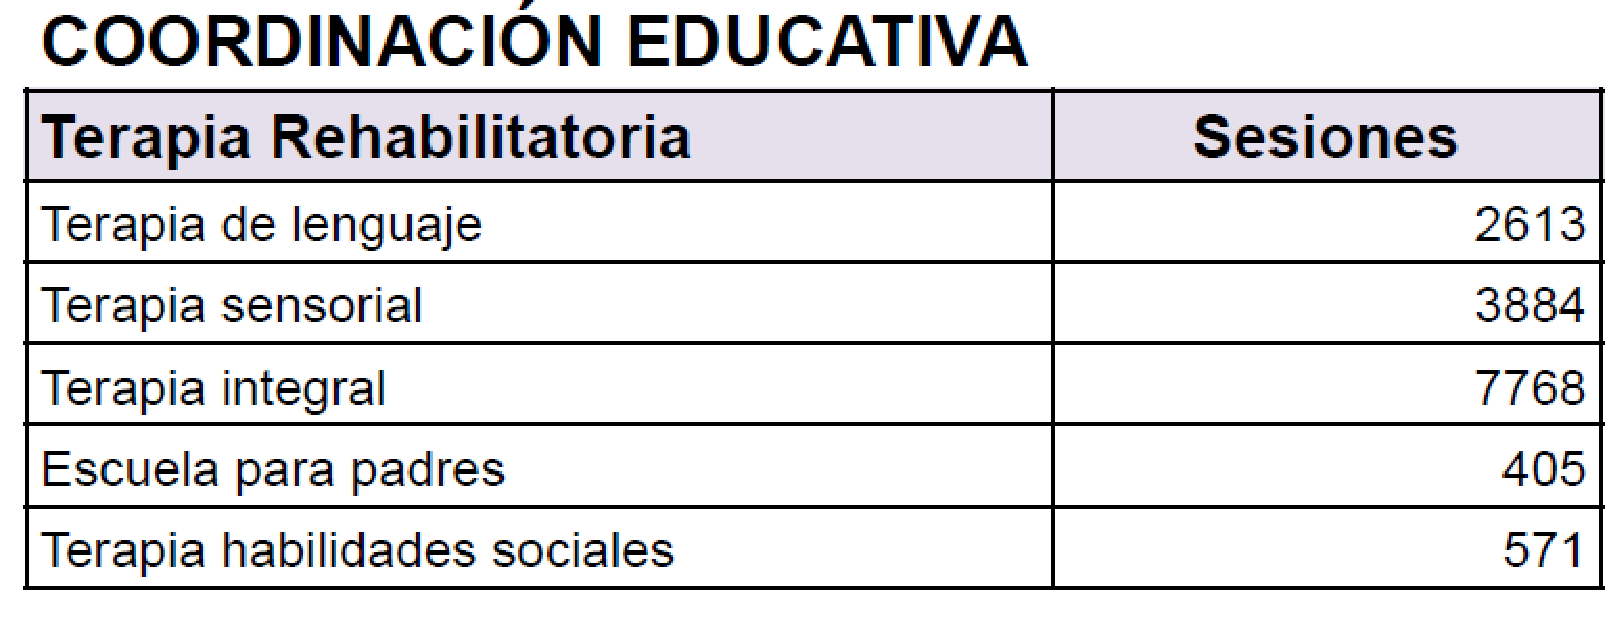 COORDINACIÓN EDUCATIVA
Terapia Rehabilitatoria Sesiones
Terapia de lenguaje 2613
Terapia sensorial 3884
Terapia integral 7768
Escuela para padres 405
Terapia habilidades sociales 571